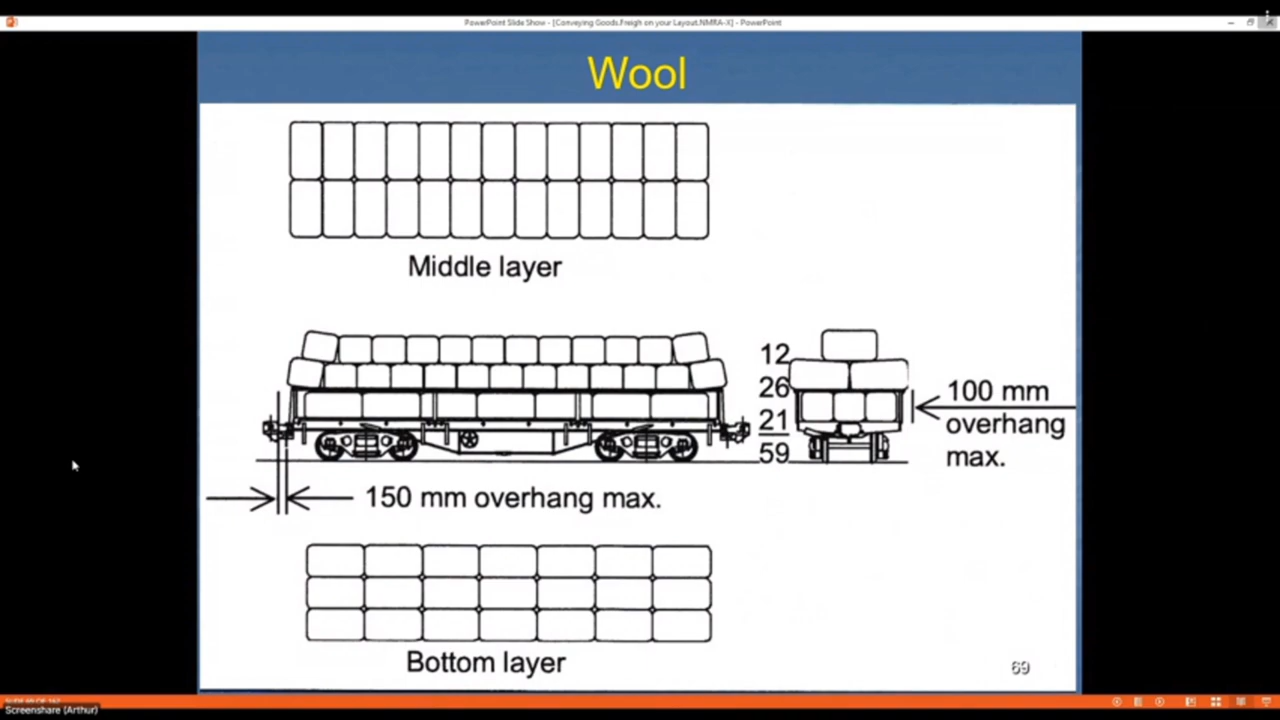 PowerPoint Slide Show - [Conveying Goods.Freigh on your Layout.NMRA-X] - PowerPoint
Wool
Middle layer
12
26
21
59
100 mm
overhang
max.
150 mm overhang max.
Bottom layer
69
Screenshare (Arthur)